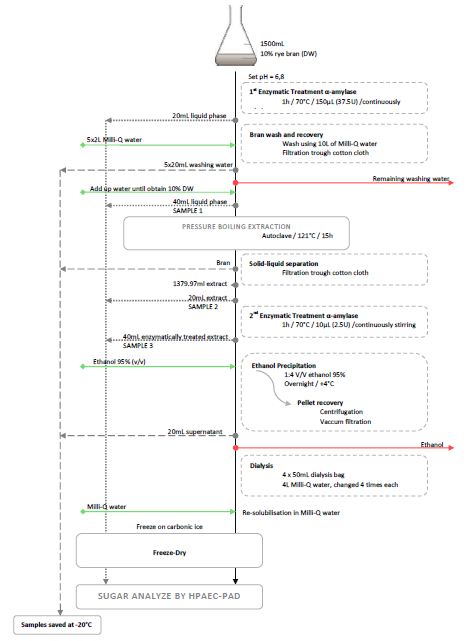 1500mL
10% rye bran (DW)
Set pH = 6,8
1st Enzymatic Treatment α-amylase
1h / 70°C / 150µL (37.5U) /continuously
20mL liquid phase
Bran wash and recovery
5x2L Milli-Q water
Wash using 10L of Milli-Q water
Filtration trough cotton cloth
5x20mL washing water
Remaining washing water
Add up water until obtain 10% DW
40mL liquid phase
SAMPLE 1
PRESSURE BOILING EXTRACTION
Autoclave / 121°C / 15h
Bran
Solid-liquid separation
Filtration trough cotton cloth
1379.97ml extract
20mL extract
SAMPLE 2
2nd Enzymatic Treatment α-amylase
1h / 70°C / 10µL (2.5U) /continuously stirring
40mL enzymatically treated extract
SAMPLE 3
Ethanol 95% (v/v)
Ethanol Precipitation
1:4 V/V ethanol 95%
Overnight / +4°C
Pellet recovery
Centrifugation
Vaccum filtration
20mL supernatant
Ethanol
Dialysis
4 x 50mL dialysis bag
4L Milli-Q water, changed 4 times each
Milli-Q water
Re-solubilisation in Milli-Q water
Freeze on carbonic ice
Freeze-Dry
SUGAR ANALYZE BY HPAEC-PAD
Samples saved at -20°C